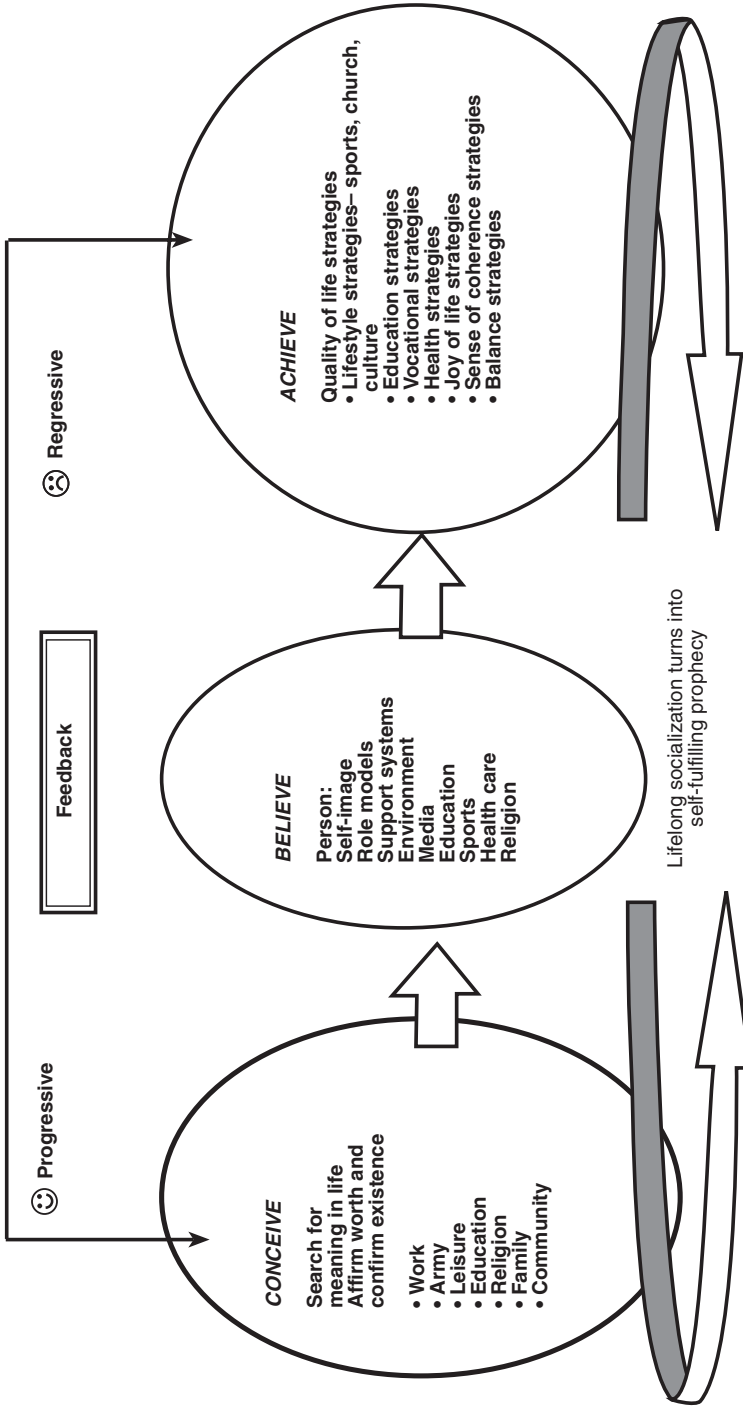 ☺ Progressive
Feedback
☹ Regressive
CONCEIVE
Search for
meaning in life
Affirm worth and
confirm existence
• Work
• Army
• Leisure
• Education
• Religion
• Family
• Community
BELIEVE
Person:
Self-image
Role models
Support systems
Environment
Media
Education
Sports
Health care
Religion
ACHIEVE
Quality of life strategies
• Lifestyle strategies– sports, church,
culture
• Education strategies
• Vocational strategies
• Health strategies
• Joy of life strategies
• Sense of coherence strategies
• Balance strategies
Lifelong socialization turns into
self-fulfilling prophecy